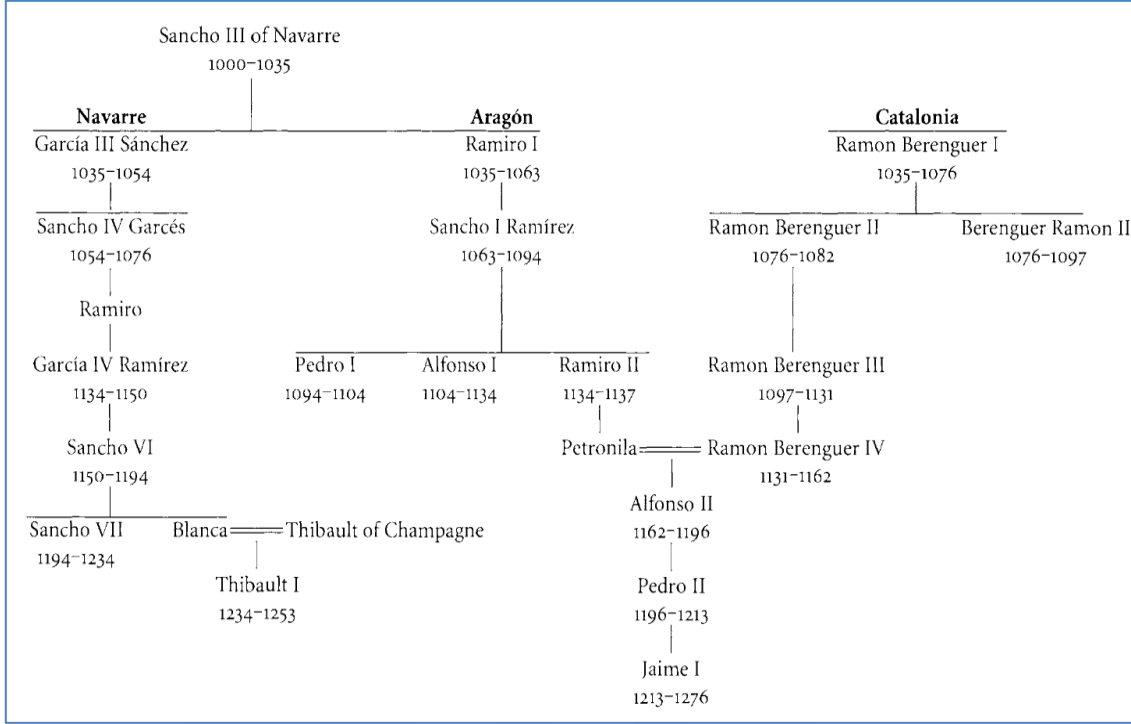 Sancho III of Navarre
1000–1035
Navarre
Aragón
Catalonia
García III Sánchez
Ramiro I
Ramon Berenguer I
1035–1054
1035–1063
1035–1076
Sancho IV Garcés
Sancho I Ramírez
Ramon Berenguer II
Berenguer Ramon II
1054–1076
1063–1094
1076–1082
1076–1097
Ramiro
García IV Ramírez
Pedro I
Alfonso I
Ramiro II
Ramon Berenguer III
1134–1150
1094–1104
1104–1134
1134–1137
1097–1131
Sancho VI
Petronila
Ramon Berenguer IV
1150–1194
1131–1162
Alfonso II
Sancho VII
Blanca
Thibault of Champagne
1162–1196
1194–1234
Thibault I
Pedro II
1234–1253
1196–1213
Jaime I
1213–1276